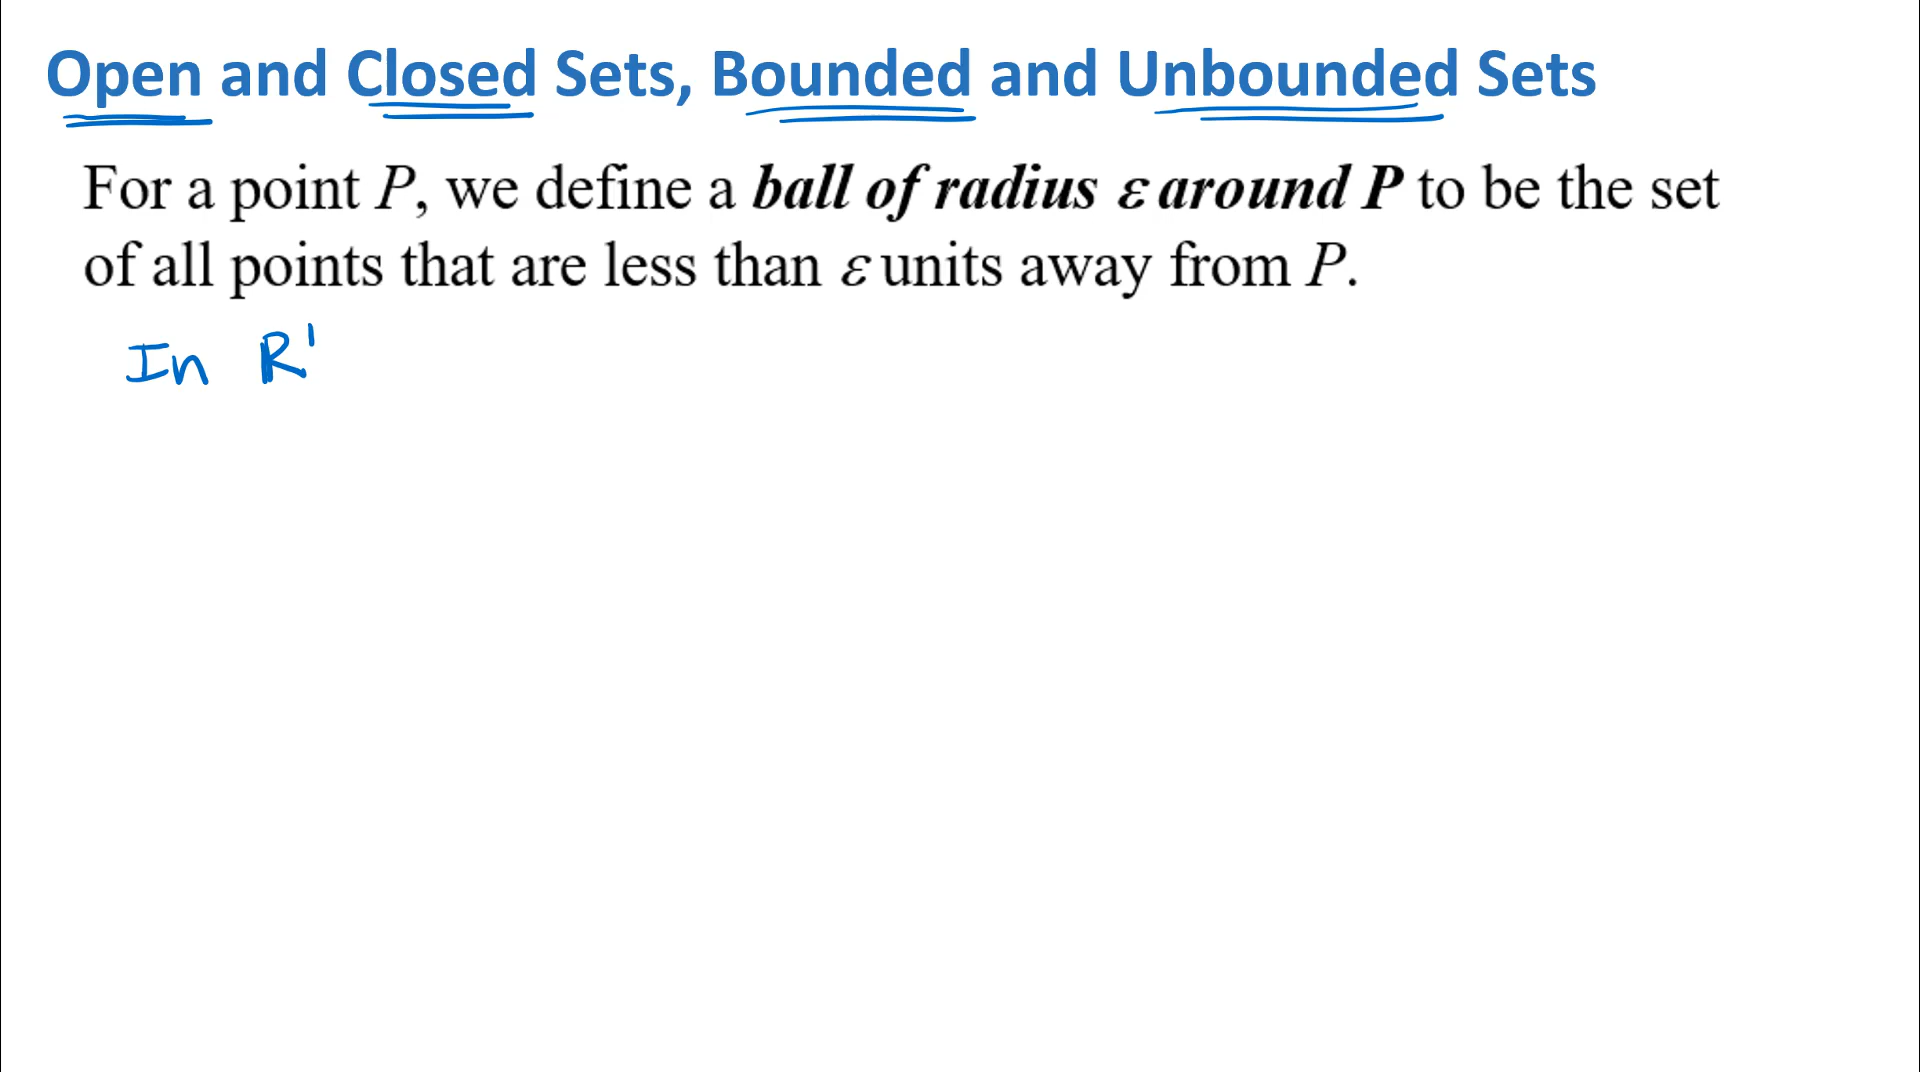 Open and Closed Sets, Bounded and Unbounded Sets
For a point P, we define a ball of radius ε around P to be the set
of all points that are less than ε units away from P.
In R¹